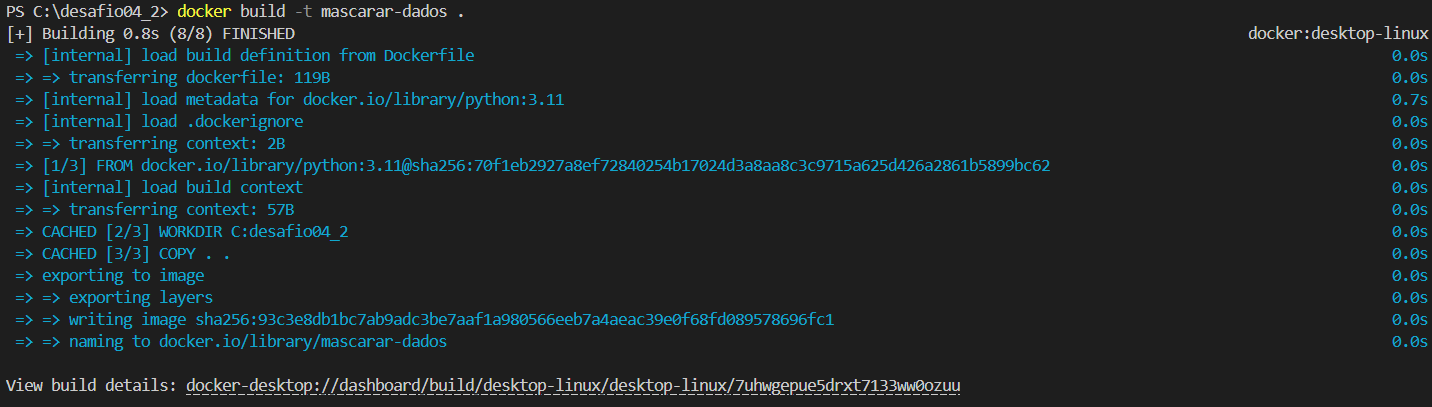 PS C:\desafio04_2> docker build -t mascarar-dados .
[+] Building 0.8s (8/8) FINISHED docker:desktop-linux
=> [internal] load build definition from Dockerfile 0.0s
=> => transferring dockerfile: 119B 0.0s
=> [internal] load metadata for docker.io/library/python:3.11 0.7s
=> [internal] load .dockerignore 0.0s
=> => transferring context: 2B 0.0s
=> [1/3] FROM docker.io/library/python:3.11@sha256:70f1eb2927a8ef72840254b17024d3a8aa8c3c9715a625d426a2861b5899bc62 0.0s
=> [internal] load build context 0.0s
=> => transferring context: 57B 0.0s
=> CACHED [2/3] WORKDIR C:desafio04_2 0.0s
=> CACHED [3/3] COPY . . 0.0s
=> exporting to image 0.0s
=> => exporting layers 0.0s
=> => writing image sha256:93c3e8db1bc7ab9adc3be7aaf1a980566eeb7a4aeac39e0f68fd089578696fc1 0.0s
=> => naming to docker.io/library/mascarar-dados 0.0s
View build details: docker-desktop://dashboard/build/desktop-linux/desktop-linux/7uhwgepue5drxt7133ww0ozuu